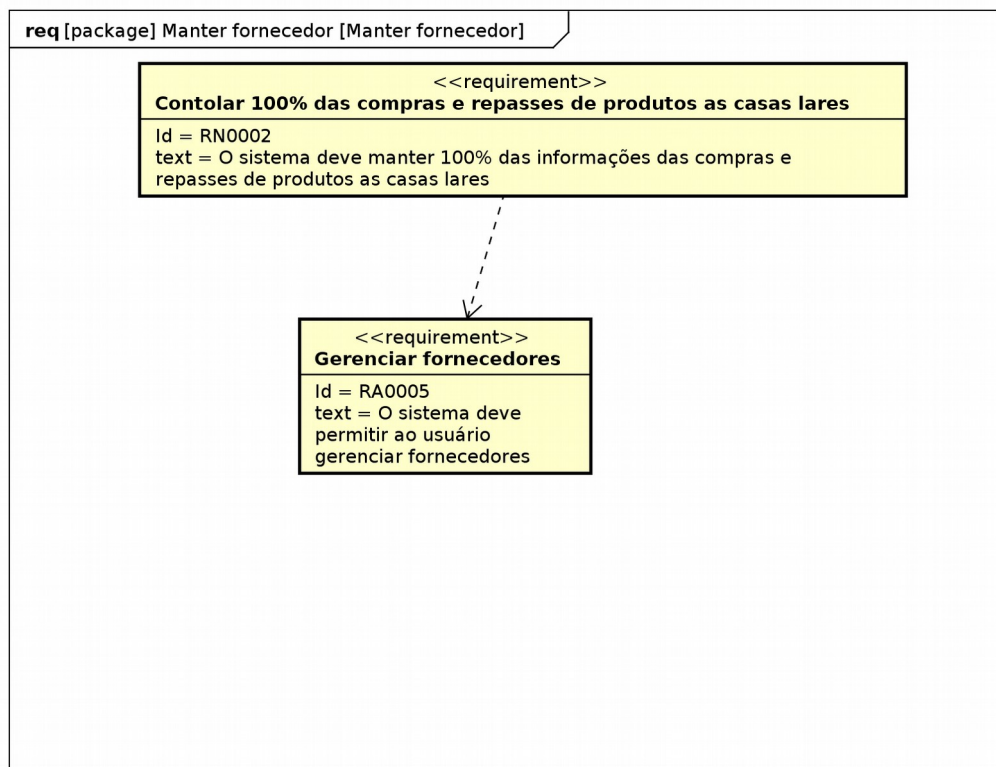 req [package] Manter fornecedor [Manter fornecedor]
<<requirement>>
Contolar 100% das compras e repasses de produtos as casas lares
Id = RN0002
text = O sistema deve manter 100% das informações das compras e
repasses de produtos as casas lares
<<requirement>>
Gerenciar fornecedores
Id = RA0005
text = O sistema deve
permitir ao usuário
gerenciar fornecedores